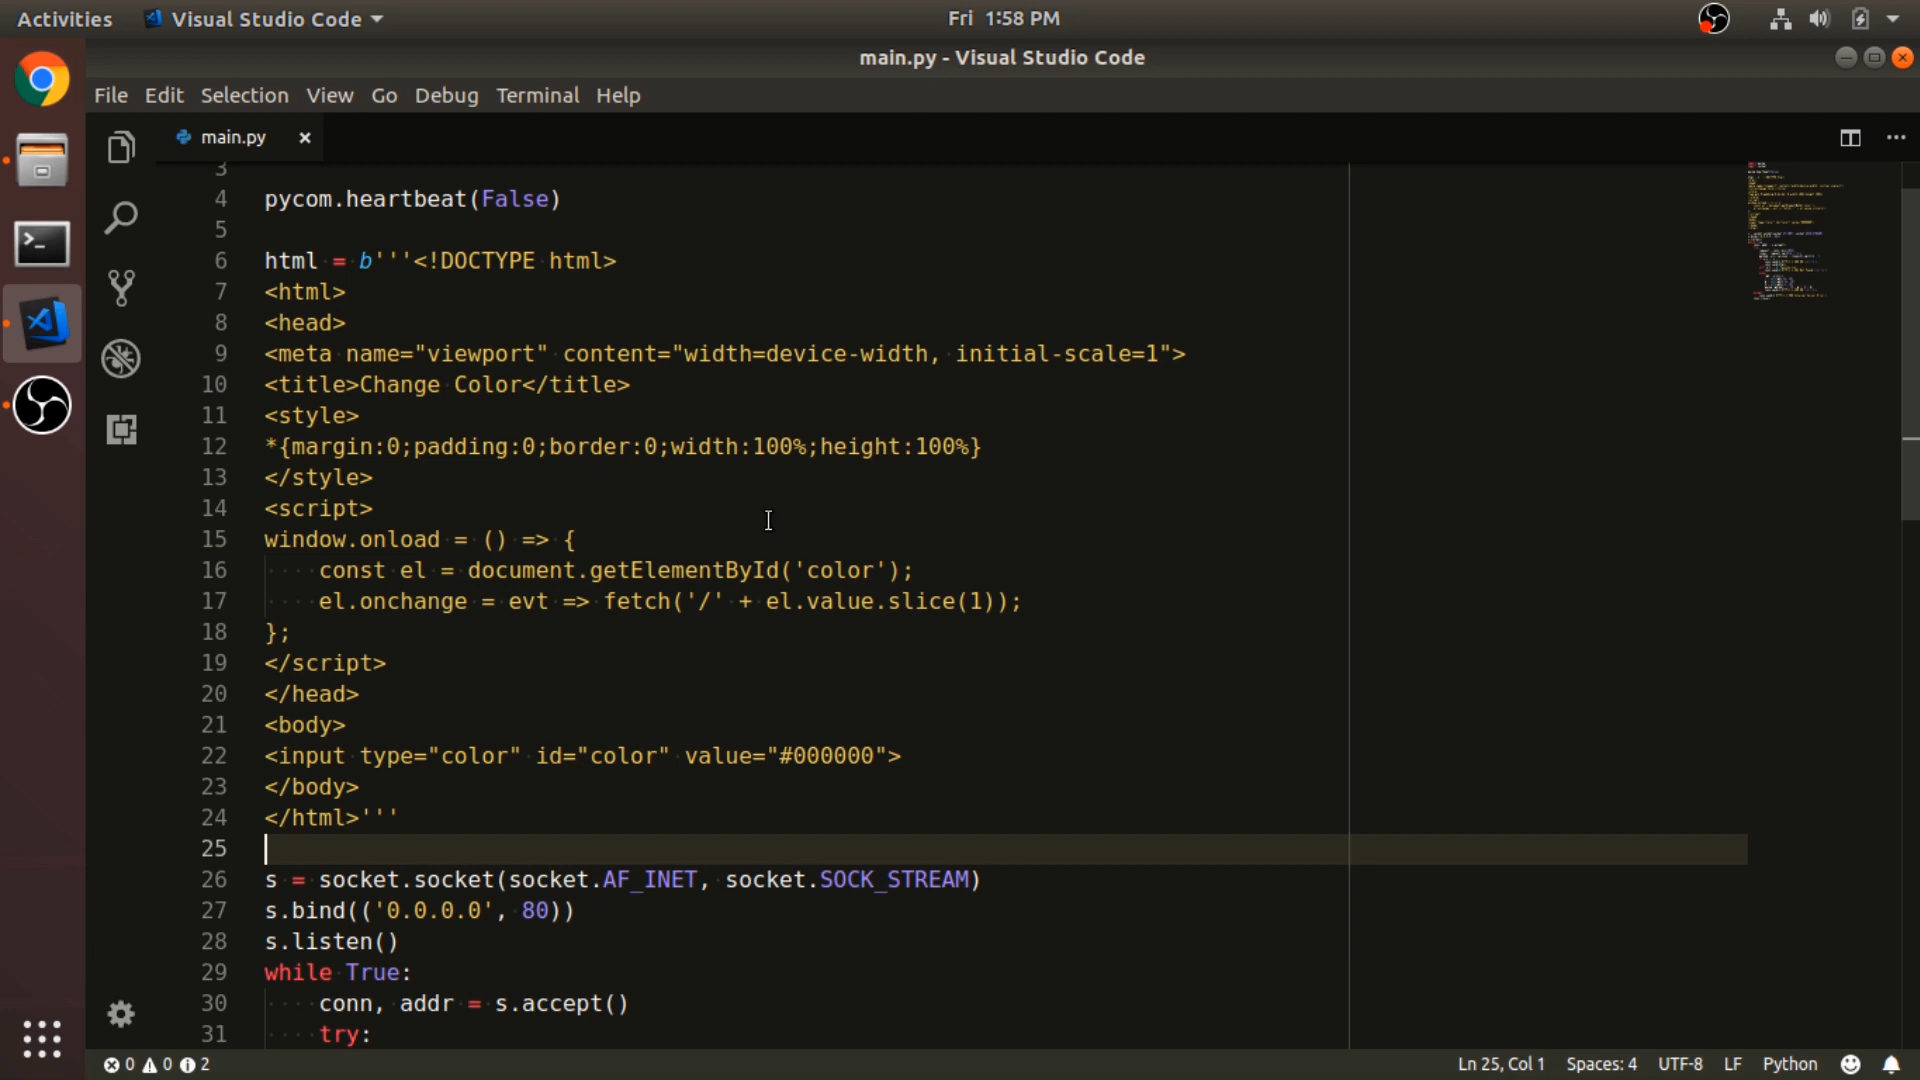 Activities Visual Studio Code Fri 1:58 PM
main.py - Visual Studio Code
File Edit Selection View Go Debug Terminal Help
main.py
3
4 pycom.heartbeat(False)
5
6 html = b'''<!DOCTYPE html>
7 <html>
8 <head>
9 <meta name="viewport" content="width=device-width, initial-scale=1">
10 <title>Change Color</title>
11 <style>
12 *{margin:0;padding:0;border:0;width:100%;height:100%}
13 </style>
14 <script>
15 window.onload = () => {
16     const el = document.getElementById('color');
17     el.onchange = evt => fetch('/' + el.value.slice(1));
18 };
19 </script>
20 </head>
21 <body>
22 <input type="color" id="color" value="#000000">
23 </body>
24 </html>'''
25
26 s = socket.socket(socket.AF_INET, socket.SOCK_STREAM)
27 s.bind(('0.0.0.0', 80))
28 s.listen()
29 while True:
30     conn, addr = s.accept()
31     try:
0 0 2 Ln 25, Col 1 Spaces: 4 UTF-8 LF Python